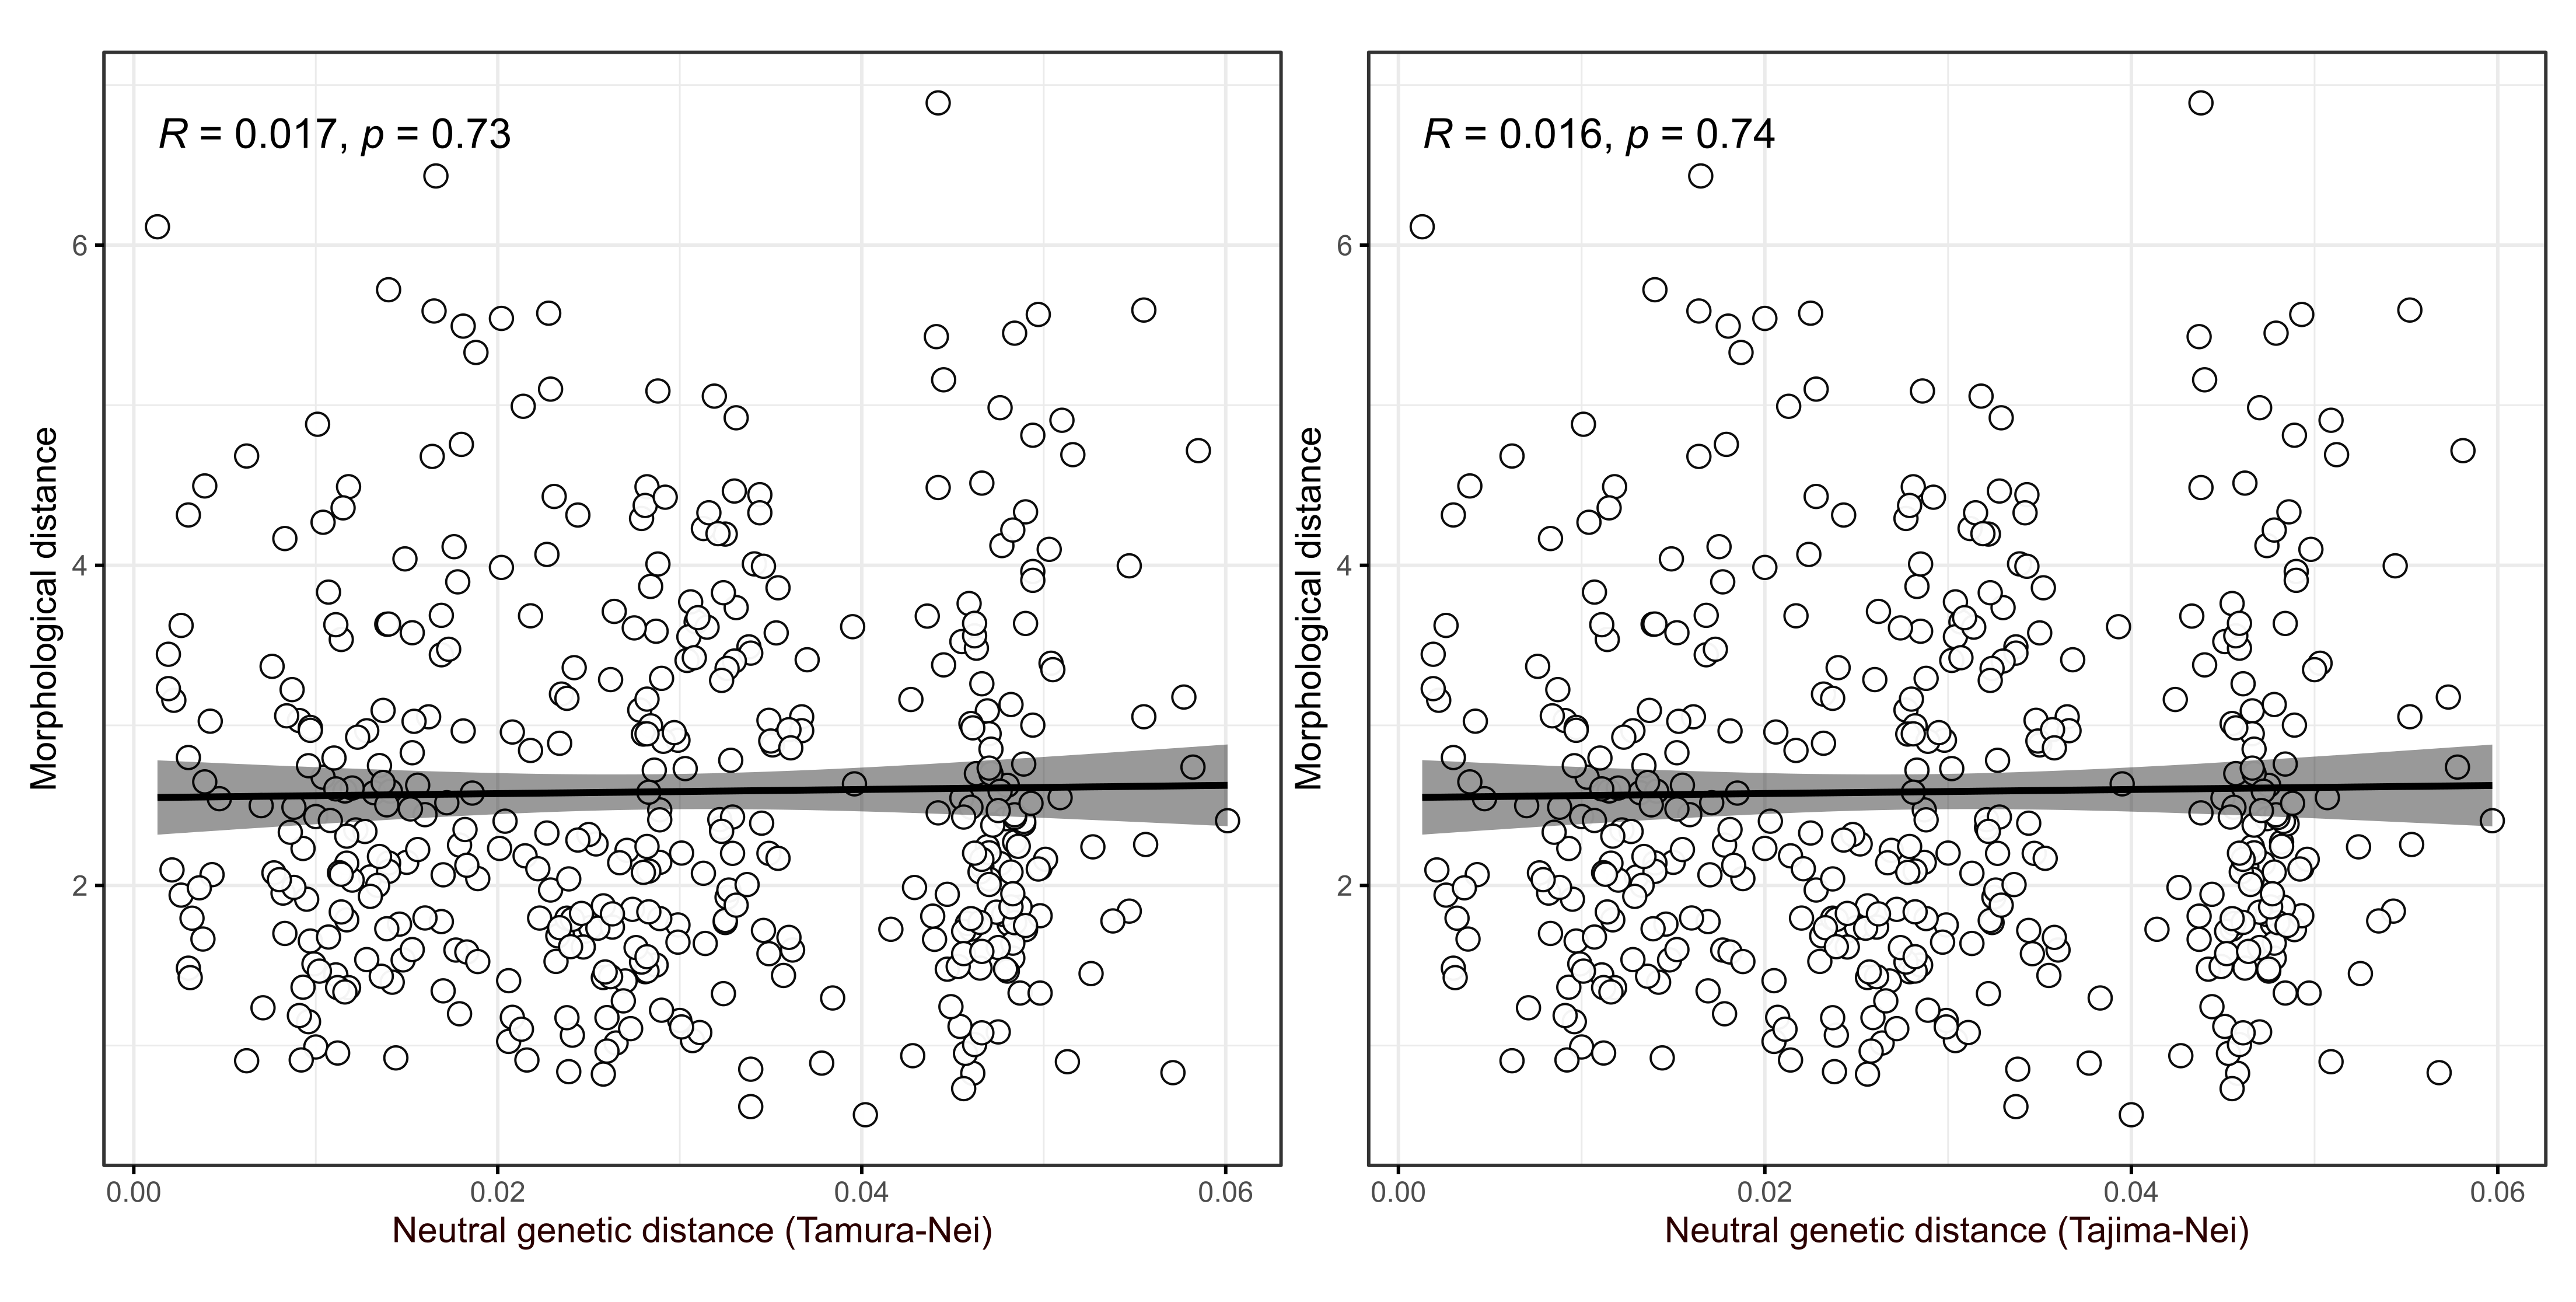 R = 0.017, p = 0.73
6
4
2
Morphological distance
0.00 0.02 0.04 0.06
Neutral genetic distance (Tamura-Nei)
R = 0.016, p = 0.74
6
4
2
Morphological distance
0.00 0.02 0.04 0.06
Neutral genetic distance (Tajima-Nei)